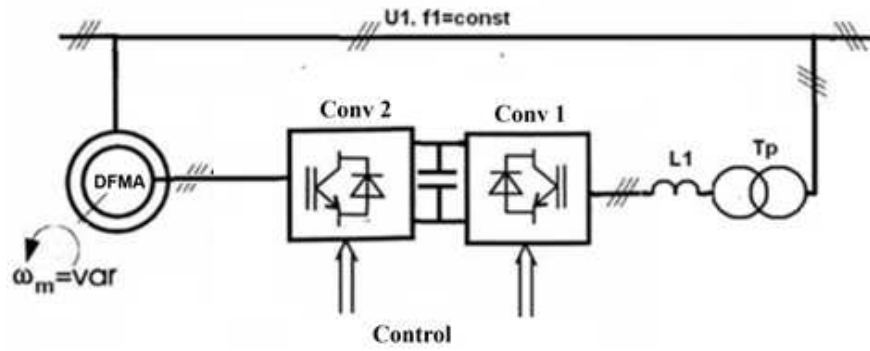 U1. f1=const
Conv 2
Conv 1
L1
Tp
DFMA
ωm=var
Control